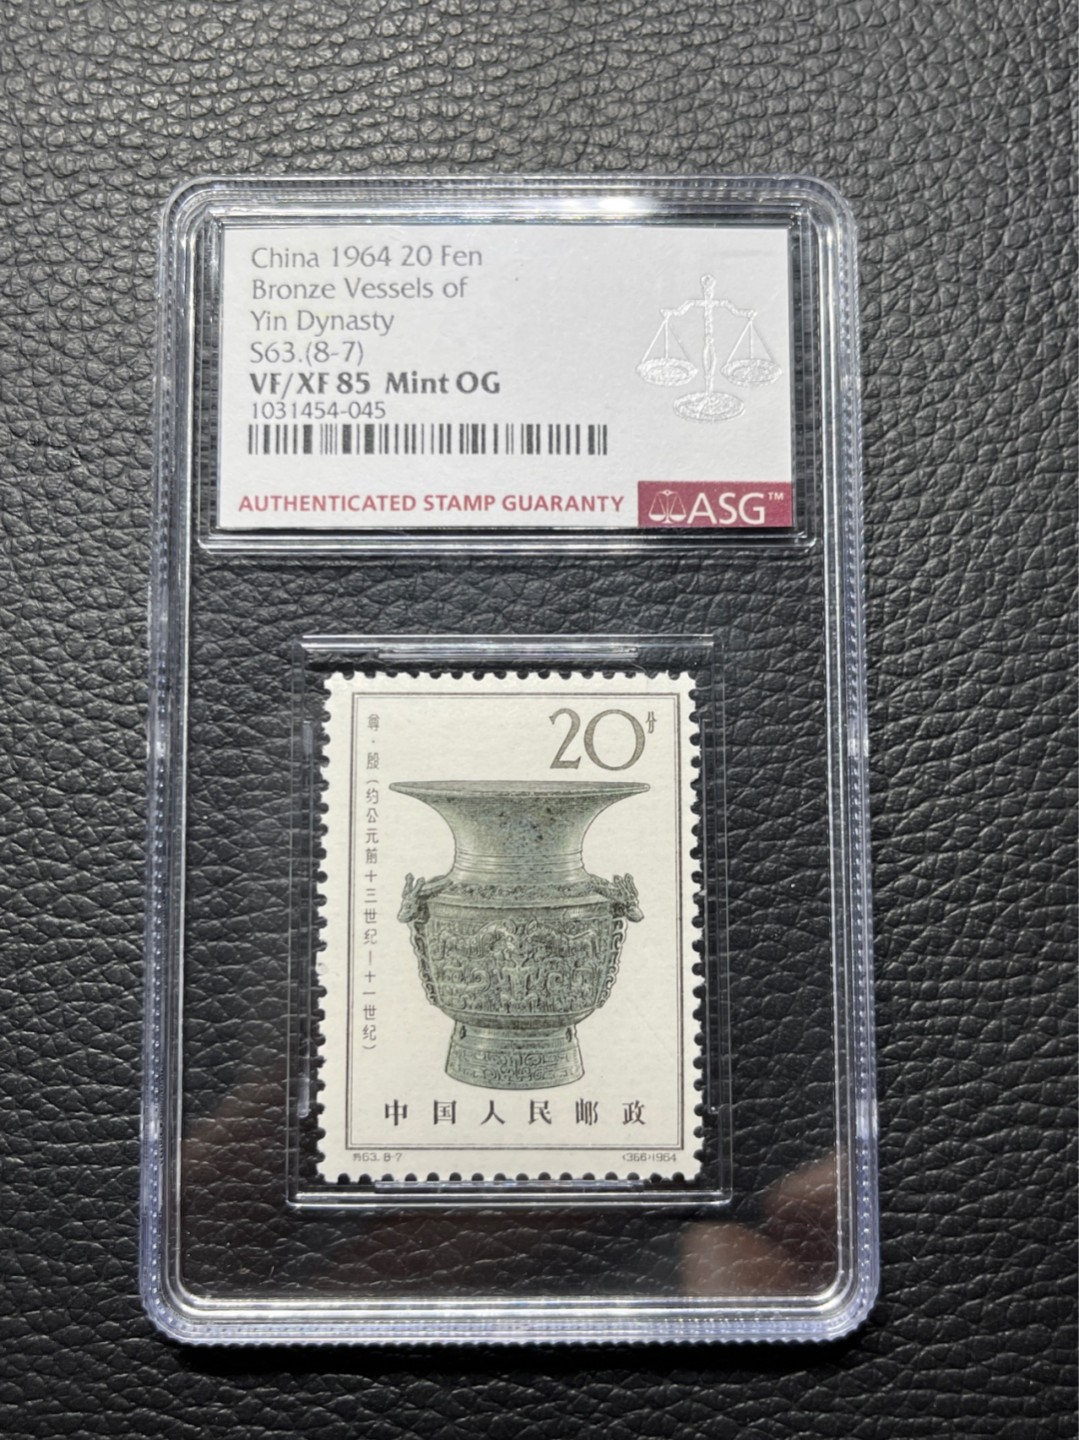 China 1964 20 Fen
Bronze Vessels of
Yin Dynasty
S63.(8-7)
VF/XF 85 Mint OG
1031454-045
AUTHENTICATED STAMP GUARANTY
ASG™
20分
尊·殷(约公元前十三世纪—十一世纪)
中国人民邮政
特63.8-7
(366)1964